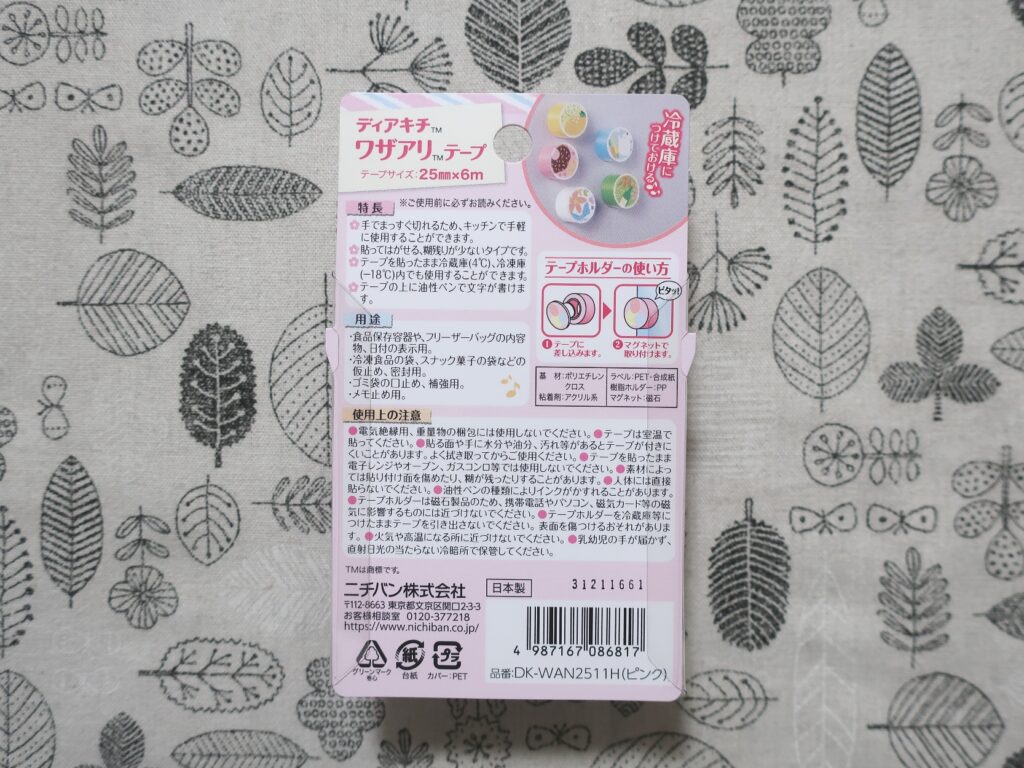 ディアキチ™
ワザアリ™テープ
テープサイズ:25㎜×6m
冷蔵庫に
つけておける!!
特長 ※ご使用前に必ずお読みください。
手でまっすぐ切れるため、キッチンで手軽
に使用することができます。
貼ってはがせる、糊残りが少ないタイプです。
テープを貼ったまま冷蔵庫(4℃)、冷凍庫
(−18℃)内でも使用することができます。
テープの上に油性ペンで文字が書けま
す。
用途
・食品保存容器や、フリーザーバッグの内容
物、日付の表示用。
・冷凍食品の袋、スナック菓子の袋などの
仮止め、密封用。
・ゴミ袋の口止め、補強用。
・メモ止め用。
テープホルダーの使い方
ピタッ!
❶テープに
差し込みます。
❷マグネットで
取り付けます。
基 材:ポリエチレン
クロス
粘着剤:アクリル系
ラベル:PET・合成紙
樹脂ホルダー:PP
マグネット:磁石
使用上の注意
●電気絶縁用、重量物の梱包には使用しないでください。●テープは室温で
貼ってください。●貼る面や手に水分や油分、汚れ等があるとテープが付きに
くいことがあります。よく拭き取ってからご使用ください。●テープを貼ったまま
電子レンジやオーブン、ガスコンロ等では使用しないでください。●素材によっ
ては貼り付け面を傷めたり、糊が残ったりすることがあります。●人体には直接
貼らないでください。●油性ペンの種類によりインクがかすれることがあります。
●テープホルダーは磁石製品のため、携帯電話やパソコン、磁気カード等の磁
気に影響するものには近づけないでください。●テープホルダーを冷蔵庫等に
つけたままテープを引き出さないでください。表面を傷つけるおそれがありま
す。●火気や高温になる所に近づけないでください。●乳幼児の手が届かず、
直射日光の当たらない冷暗所で保管してください。
TMは商標です。
ニチバン株式会社
〒112-8663 東京都文京区関口2-3-3
お客様相談室 0120-377218
https://www.nichiban.co.jp/
日本製
31211661
グリーンマーク
巻心
紙
台紙
プラ
カバー:PET
4 987167 086817
品番:DK-WAN2511H(ピンク)